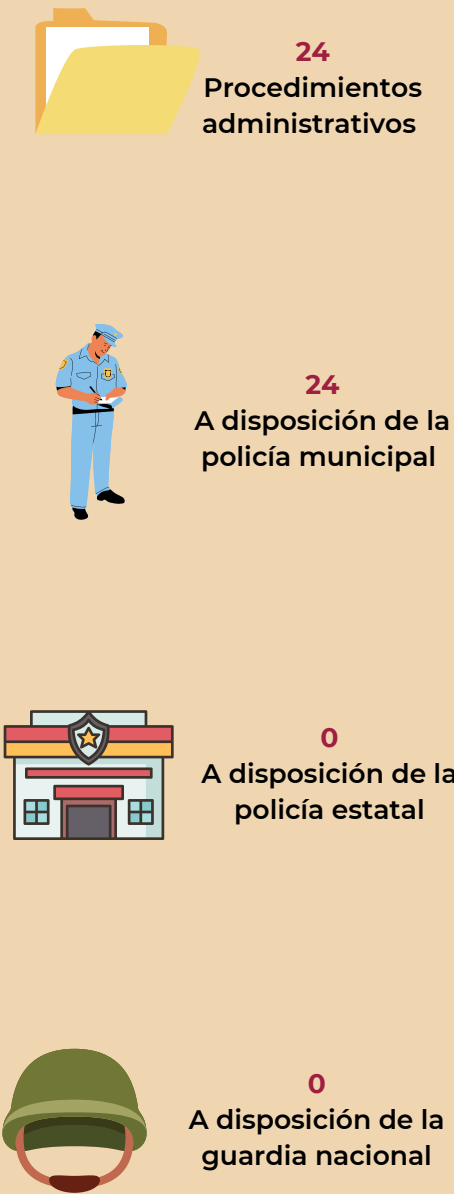 24
Procedimientos
administrativos
24
A disposición de la
policía municipal
0
A disposición de la
policía estatal
0
A disposición de la
guardia nacional